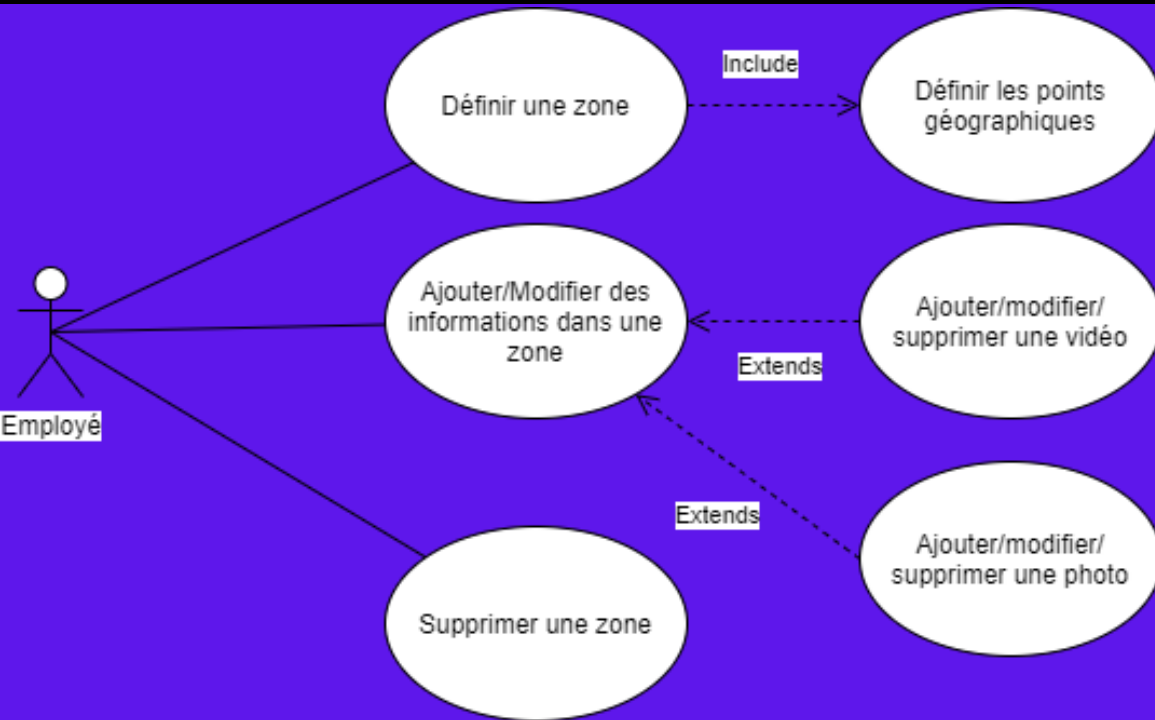 Définir une zone
Include
Définir les points
géographiques
Ajouter/Modifier des
informations dans une
zone
Extends
Ajouter/modifier/
supprimer une vidéo
Employé
Extends
Ajouter/modifier/
supprimer une photo
Supprimer une zone